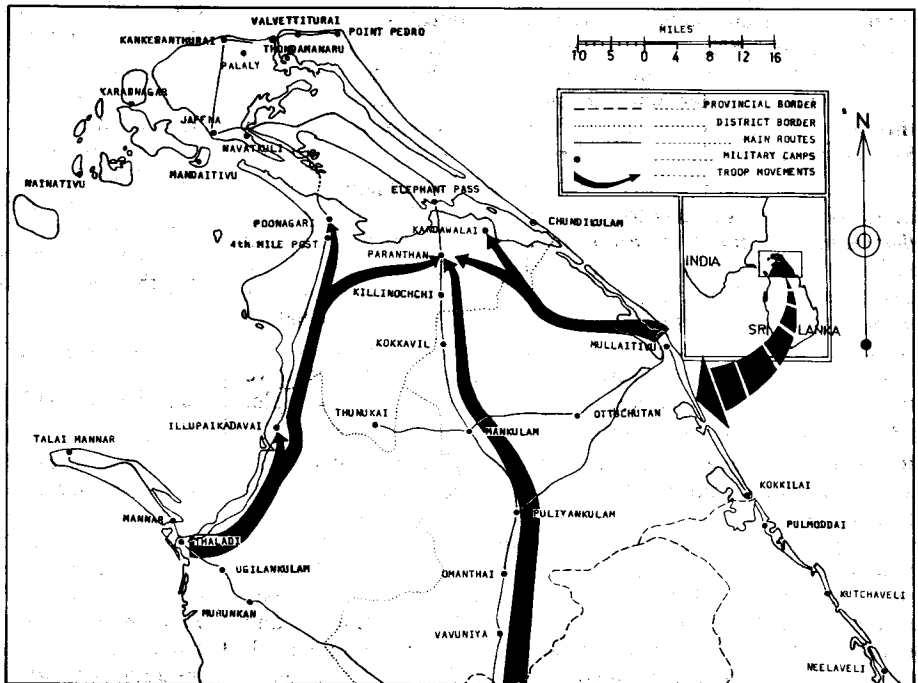 VALVETTITURAI
POINT PEDRO
KANKESANTHURAI
THONDAMANARU
PALALY
KARAONAGAR
JAFFNA
NAVATKULI
MANDAITIVU
NAINATIVU
ELEPHANT PASS
POONAGARI
KANDAWALAI
CHUNDIKULAM
4th MILE POST
PARANTHAN
KILLINOCHCHI
KOKKAVIL
MULLAITIVU
THUNUKAI
OTTSCHUTAN
ILLUPAIKADAVAI
MANKULAM
TALAI MANNAR
KOKKILAI
MANNAR
PULIYANKULAM
PULMODDAI
THALADI
UGILANKULAM
OMANTHAI
KUTCHAVELI
MURUNKAN
VAVUNIYA
NEELAVELI
MILES
10 0 4 8 12 16
PROVINCIAL BORDER
DISTRICT BORDER
MAIN ROUTES
MILITARY CAMPS
TROOP MOVEMENTS
N
INDIA
SRI LANKA